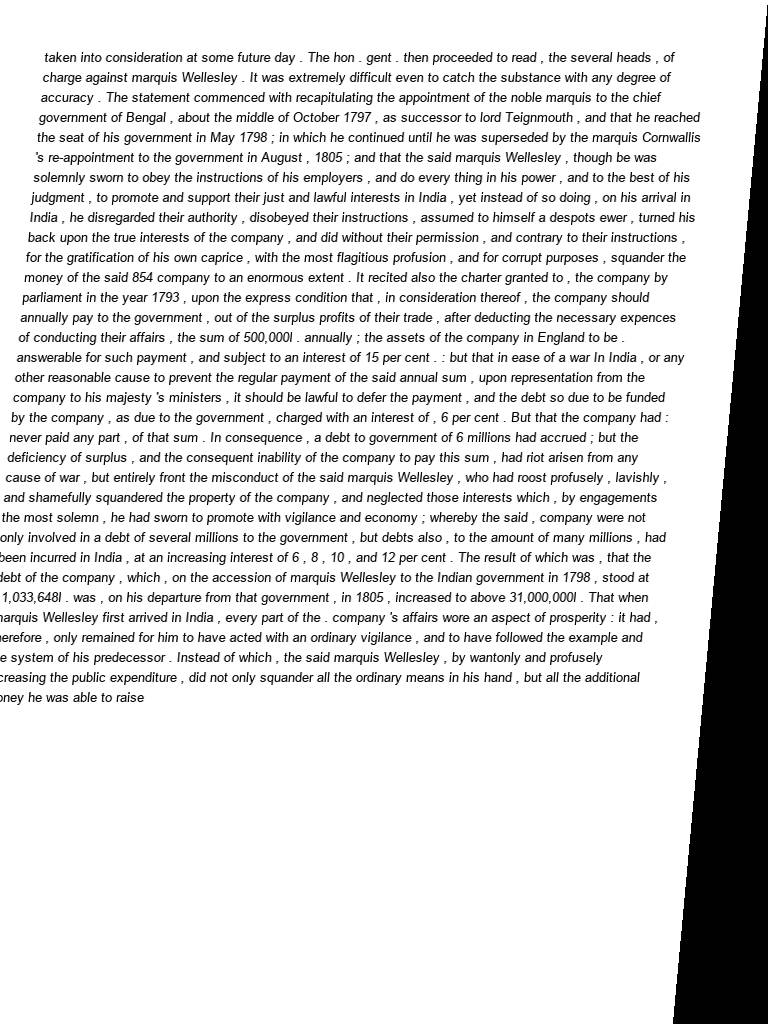 taken into consideration at some future day . The hon . gent . then proceeded to read , the several heads , of
charge against marquis Wellesley . It was extremely difficult even to catch the substance with any degree of
accuracy . The statement commenced with recapitulating the appointment of the noble marquis to the chief
government of Bengal , about the middle of October 1797 , as successor to lord Teignmouth , and that he reached
the seat of his government in May 1798 ; in which he continued until he was superseded by the marquis Cornwallis
's re-appointment to the government in August , 1805 ; and that the said marquis Wellesley , though be was
solemnly sworn to obey the instructions of his employers , and do every thing in his power , and to the best of his
judgment , to promote and support their just and lawful interests in India , yet instead of so doing , on his arrival in
India , he disregarded their authority , disobeyed their instructions , assumed to himself a despots ewer , turned his
back upon the true interests of the company , and did without their permission , and contrary to their instructions ,
for the gratification of his own caprice , with the most flagitious profusion , and for corrupt purposes , squander the
money of the said 854 company to an enormous extent . It recited also the charter granted to , the company by
parliament in the year 1793 , upon the express condition that , in consideration thereof , the company should
annually pay to the government , out of the surplus profits of their trade , after deducting the necessary expences
of conducting their affairs , the sum of 500,000l . annually ; the assets of the company in England to be .
answerable for such payment , and subject to an interest of 15 per cent . : but that in ease of a war In India , or any
other reasonable cause to prevent the regular payment of the said annual sum , upon representation from the
company to his majesty 's ministers , it should be lawful to defer the payment , and the debt so due to be funded
by the company , as due to the government , charged with an interest of , 6 per cent . But that the company had :
never paid any part , of that sum . In consequence , a debt to government of 6 millions had accrued ; but the
deficiency of surplus , and the consequent inability of the company to pay this sum , had riot arisen from any
cause of war , but entirely front the misconduct of the said marquis Wellesley , who had roost profusely , lavishly ,
and shamefully squandered the property of the company , and neglected those interests which , by engagements
the most solemn , he had sworn to promote with vigilance and economy ; whereby the said , company were not
only involved in a debt of several millions to the government , but debts also , to the amount of many millions , had
been incurred in India , at an increasing interest of 6 , 8 , 10 , and 12 per cent . The result of which was , that the
debt of the company , which , on the accession of marquis Wellesley to the Indian government in 1798 , stood at
1,033,648l . was , on his departure from that government , in 1805 , increased to above 31,000,000l . That when
marquis Wellesley first arrived in India , every part of the . company 's affairs wore an aspect of prosperity : it had ,
herefore , only remained for him to have acted with an ordinary vigilance , and to have followed the example and
e system of his predecessor . Instead of which , the said marquis Wellesley , by wantonly and profusely
creasing the public expenditure , did not only squander all the ordinary means in his hand , but all the additional
oney he was able to raise